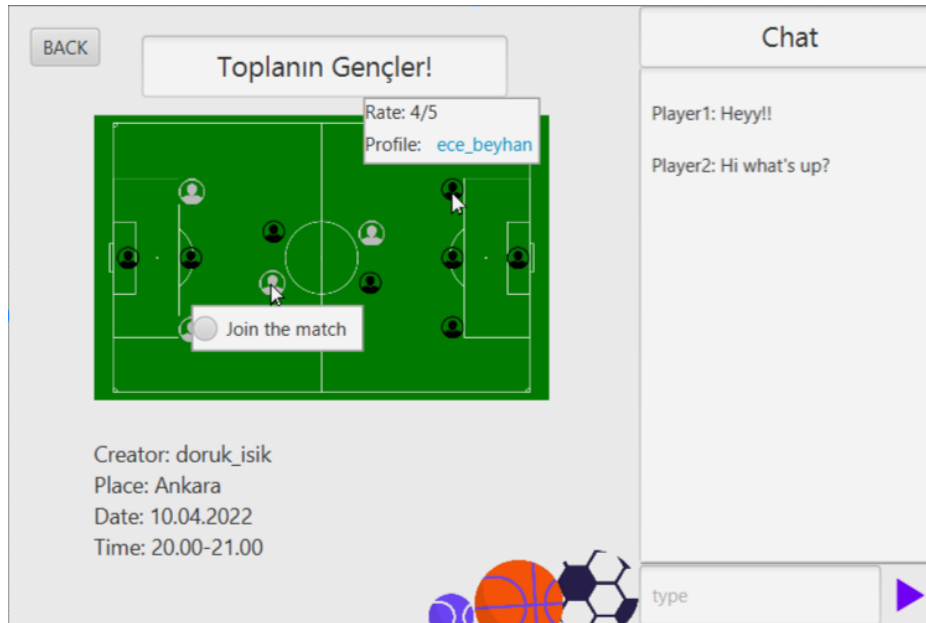 BACK
Toplanın Gençler!
Rate: 4/5
Profile: ece_beyhan
Join the match
Creator: doruk_isik
Place: Ankara
Date: 10.04.2022
Time: 20.00-21.00
Chat
Player1: Heyy!!
Player2: Hi what's up?
type